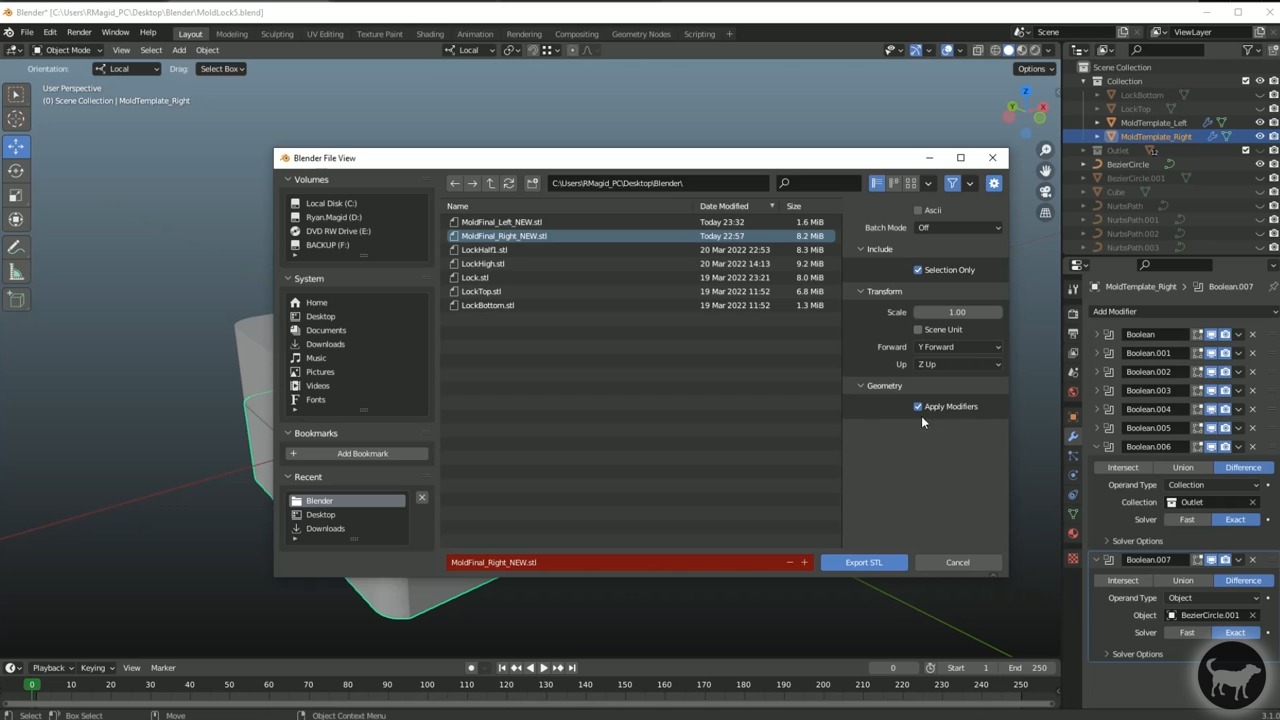 Blender* [C:\Users\RMagid_PC\Desktop\Blender\MoldLock5.blend]
File Edit Render Window Help Layout Modeling Sculpting UV Editing Texture Paint Shading Animation Rendering Compositing Geometry Nodes Scripting + Scene ViewLayer
Object Mode View Select Add Object Local
Orientation: Local Drag: Select Box Options
User Perspective
(0) Scene Collection | MoldTemplate_Right
Z
Y
X
Scene Collection
Collection
LockBottom
LockTop
MoldTemplate_Left
MoldTemplate_Right
Outlet 12
BezierCircle
BezierCircle.001
Cube
NurbsPath
NurbsPath.001
NurbsPath.002
NurbsPath.003
Blender File View
Volumes
Local Disk (C:)
Ryan.Magid (D:)
DVD RW Drive (E:)
BACKUP (F:)
System
Home
Desktop
Documents
Downloads
Music
Pictures
Videos
Fonts
Bookmarks
Add Bookmark
Recent
Blender
Desktop
Downloads
C:\Users\RMagid_PC\Desktop\Blender\
Name Date Modified Size
MoldFinal_Left_NEW.stl Today 23:32 1.6 MiB
MoldFinal_Right_NEW.stl Today 22:57 8.2 MiB
LockHalf1.stl 20 Mar 2022 22:53 8.3 MiB
LockHigh.stl 20 Mar 2022 14:13 9.2 MiB
Lock.stl 19 Mar 2022 23:21 8.0 MiB
LockTop.stl 19 Mar 2022 11:52 6.8 MiB
LockBottom.stl 19 Mar 2022 11:52 1.3 MiB
Ascii
Batch Mode Off
Include
Selection Only
Transform
Scale 1.00
Scene Unit
Forward Y Forward
Up Z Up
Geometry
Apply Modifiers
MoldFinal_Right_NEW.stl
Export STL Cancel
MoldTemplate_Right > Boolean.007
Add Modifier
Boolean
Boolean.001
Boolean.002
Boolean.003
Boolean.004
Boolean.005
Boolean.006
Intersect Union Difference
Operand Type Collection
Collection Outlet
Solver Fast Exact
Solver Options
Boolean.007
Intersect Union Difference
Operand Type Object
Object BezierCircle.001
Solver Fast Exact
Solver Options
Playback Keying View Marker 0 Start 1 End 250
0 10 20 30 40 50 60 70 80 90 100 110 120 130 140 150 160 170 180 190 200 210 220 230 240 250
Select Box Select Move Object Context Menu 3.1.0